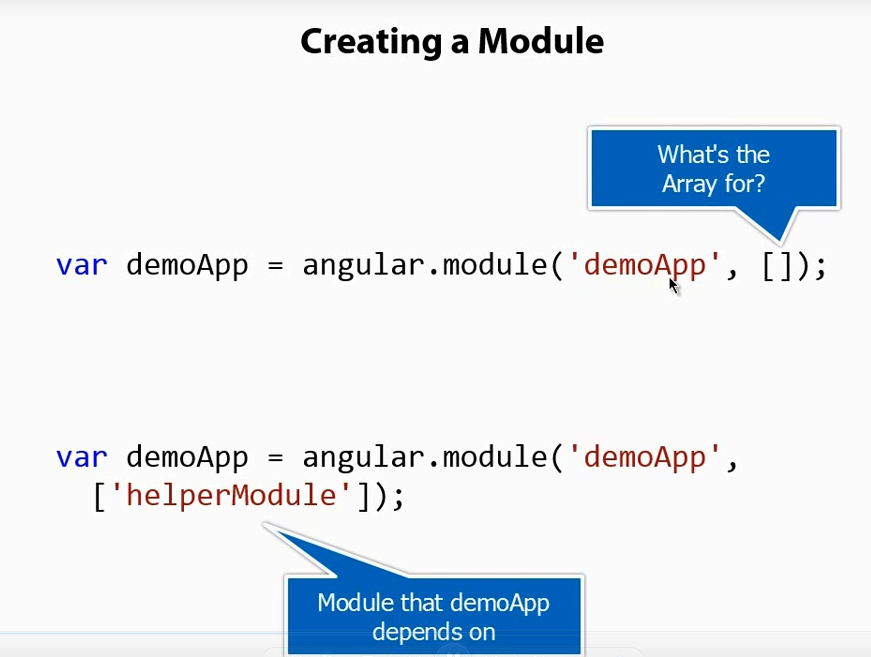 Creating a Module
What's the
Array for?
var demoApp = angular.module('demoApp', []);
var demoApp = angular.module('demoApp',
['helperModule']);
Module that demoApp
depends on